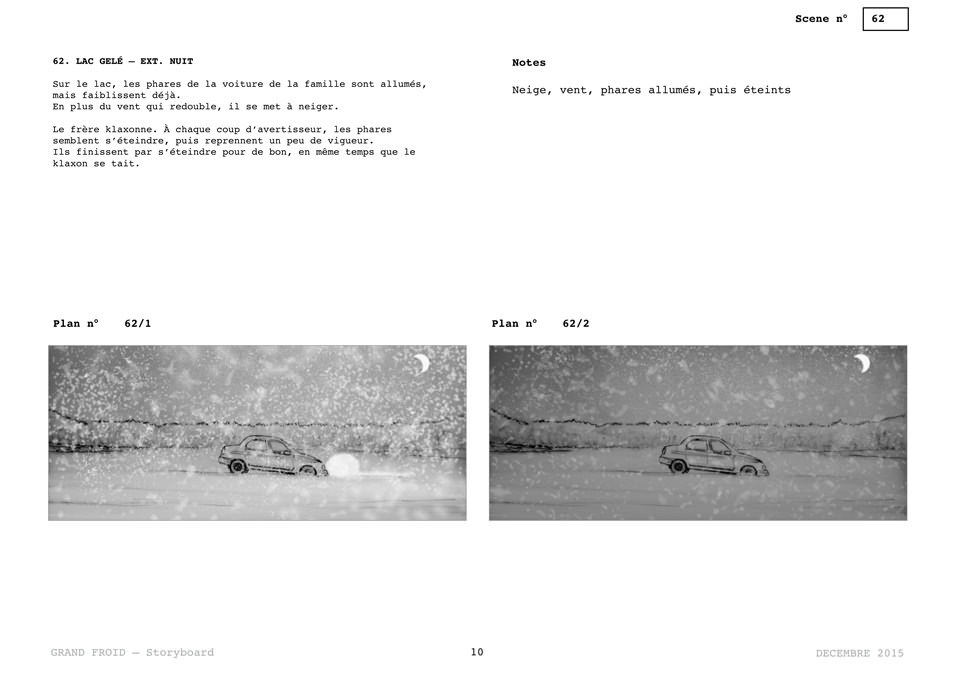 Scene nº 62
62. LAC GELÉ — EXT. NUIT
Sur le lac, les phares de la voiture de la famille sont allumés,
mais faiblissent déjà.
En plus du vent qui redouble, il se met à neiger.
Le frère klaxonne. À chaque coup d’avertisseur, les phares
semblent s’éteindre, puis reprennent un peu de vigueur.
Ils finissent par s’éteindre pour de bon, en même temps que le
klaxon se tait.
Notes
Neige, vent, phares allumés, puis éteints
Plan nº 62/1
Plan nº 62/2
GRAND FROID — Storyboard
10
DECEMBRE 2015